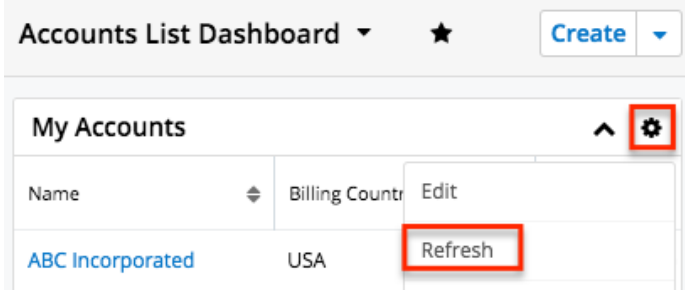 Accounts List Dashboard
Create
My Accounts
Name
Billing Countr
Edit
ABC Incorporated
USA
Refresh